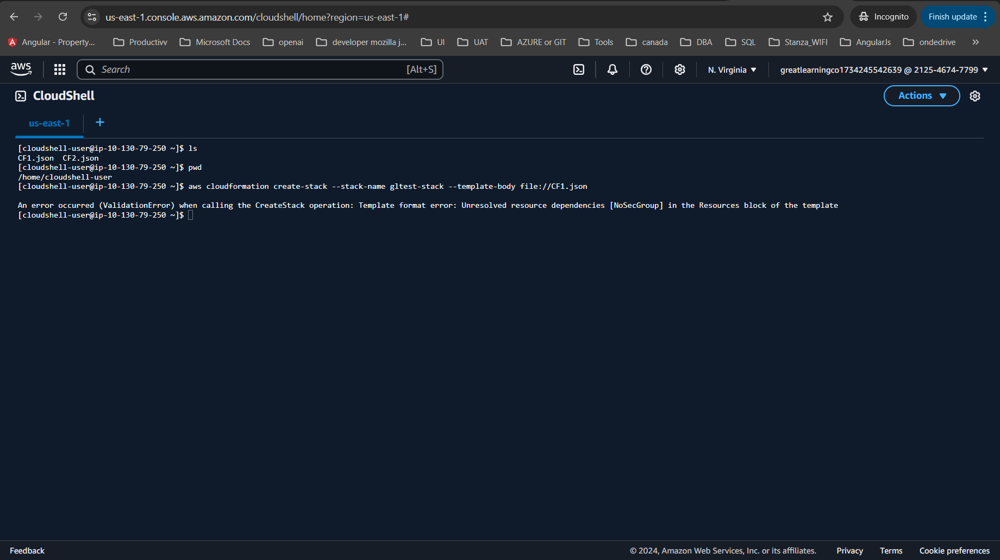 us-east-1.console.aws.amazon.com/cloudshell/home?region=us-east-1#
Incognito
Finish update
Angular - Property...
Productivv
Microsoft Docs
openai
developer mozilla j...
UI
UAT
AZURE or GIT
Tools
canada
DBA
SQL
Stanza_WIFI
AngularJs
ondedrive
aws
Search
[Alt+S]
N. Virginia
greatlearningco1734245542639 @ 2125-4674-7799
CloudShell
Actions
us-east-1
[cloudshell-user@ip-10-130-79-250 ~]$ ls
CF1.json  CF2.json
[cloudshell-user@ip-10-130-79-250 ~]$ pwd
/home/cloudshell-user
[cloudshell-user@ip-10-130-79-250 ~]$ aws cloudformation create-stack --stack-name gltest-stack --template-body file://CF1.json
An error occurred (ValidationError) when calling the CreateStack operation: Template format error: Unresolved resource dependencies [NoSecGroup] in the Resources block of the template
[cloudshell-user@ip-10-130-79-250 ~]$
Feedback
© 2024, Amazon Web Services, Inc. or its affiliates.
Privacy
Terms
Cookie preferences